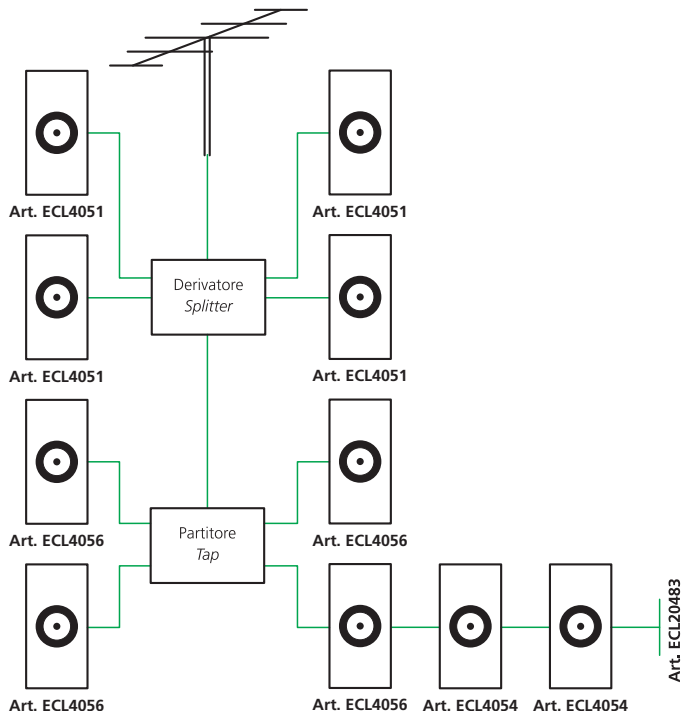 Art. ECL4051
Art. ECL4051
Derivatore
Splitter
Art. ECL4051
Art. ECL4051
Art. ECL4056
Art. ECL4056
Partitore
Tap
Art. ECL4056
Art. ECL4056
Art. ECL4054
Art. ECL4054
Art. ECL20483